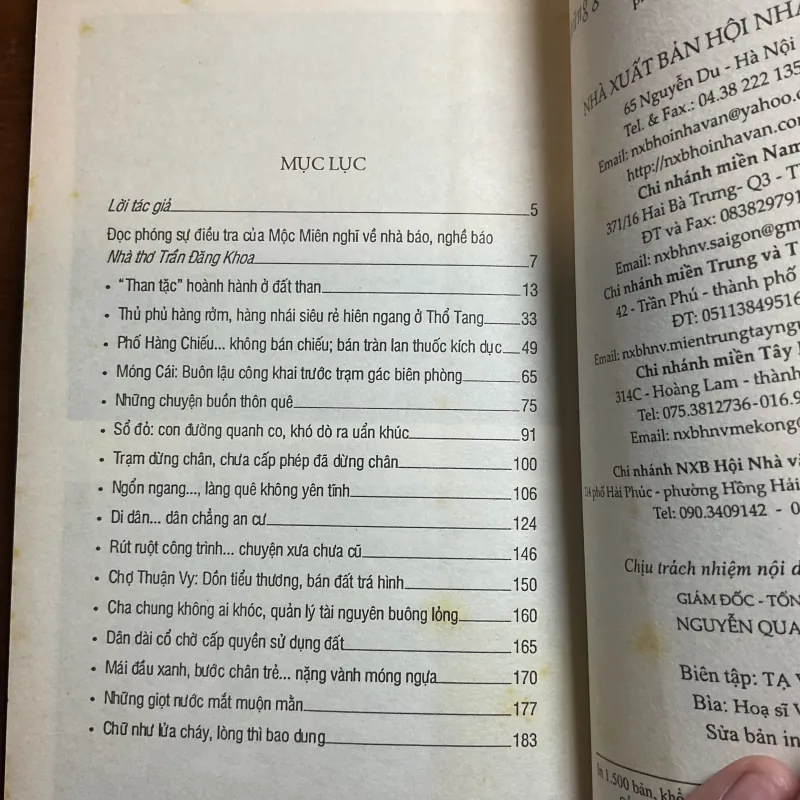 MỤC LỤC
Lời tác giả 5
Đọc phóng sự điều tra của Mộc Miên nghĩ về nhà báo, nghề báo
Nhà thơ Trần Đăng Khoa 7
• “Than tặc” hoành hành ở đất than 13
• Thủ phủ hàng rởm, hàng nhái siêu rẻ hiên ngang ở Thổ Tang 33
• Phố Hàng Chiếu... không bán chiếu; bán tràn lan thuốc kích dục 49
• Móng Cái: Buôn lậu công khai trước trạm gác biên phòng 65
• Những chuyện buồn thôn quê 75
• Sổ đỏ: con đường quanh co, khó dò ra uẩn khúc 91
• Trạm dừng chân, chưa cấp phép đã dừng chân 100
• Ngổn ngang..., làng quê không yên tĩnh 106
• Di dân... dân chẳng an cư 124
• Rút ruột công trình... chuyện xưa chưa cũ 146
• Chợ Thuận Vy: Dồn tiểu thương, bán đất trá hình 150
• Cha chung không ai khóc, quản lý tài nguyên buông lỏng 160
• Dân dài cổ chờ cấp quyền sử dụng đất 165
• Mái đầu xanh, bước chân trẻ... nặng vành móng ngựa 170
• Những giọt nước mắt muộn mằn 177
• Chữ như lửa cháy, lòng thì bao dung 183
NHÀ XUẤT BẢN HỘI NHÀ
65 Nguyễn Du - Hà Nội
Tel. & Fax.: 04.38 222 135
Email: nxbhoinhavan@yahoo.
http://nxbhoinhavan.com
Chi nhánh miền Nam
371/16 Hai Bà Trưng- Q3 - T
ĐT và Fax: 083829791
Email: nxbhnv.saigon@gm
Chi nhánh miền Trung và T
42 - Trần Phú - thành phố
ĐT: 05113849516
Email: nxbhnv.mientrungtayng
Chi nhánh miền Tây
314C - Hoàng Lam - thành
Tel: 075.3812736-016.9
Email: nxbhnvmekong@
Chi nhánh NXB Hội Nhà v
phố Hải Phúc - phường Hồng Hải
Tel: 090.3409142 - 0
Chịu trách nhiệm nội d
GIÁM ĐỐC - TỔN
NGUYỄN QUA
Biên tập: TẠ
Bìa: Hoạ sĩ
Sửa bản in
In 1.500 bản, khổ